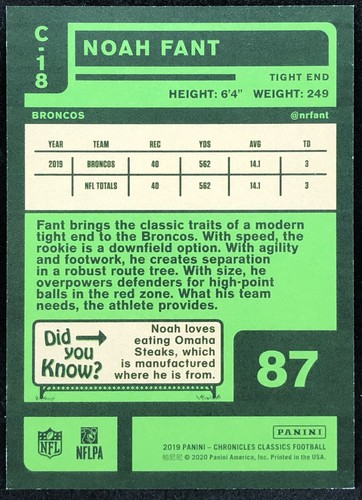 C-18
NOAH FANT
TIGHT END
HEIGHT: 6'4" WEIGHT: 249
BRONCOS @nrfant
YEAR TEAM REC YDS AVG TD
2019 BRONCOS 40 562 14.1 3
NFL TOTALS 40 562 14.1 3
Fant brings the classic traits of a modern
tight end to the Broncos. With speed, the
rookie is a downfield option. With agility
and footwork, he creates separation
in a robust route tree. With size, he
overpowers defenders for high-point
balls in the red zone. What his team
needs, the athlete provides.
Did
you
Know?
Noah loves
eating Omaha
Steaks, which
is manufactured
where he is from.
87
NFL
NFLPA
PANINI
2019 PANINI – CHRONICLES CLASSICS FOOTBALL
帕尼尼 © 2020 Panini America, Inc. Printed in the USA.